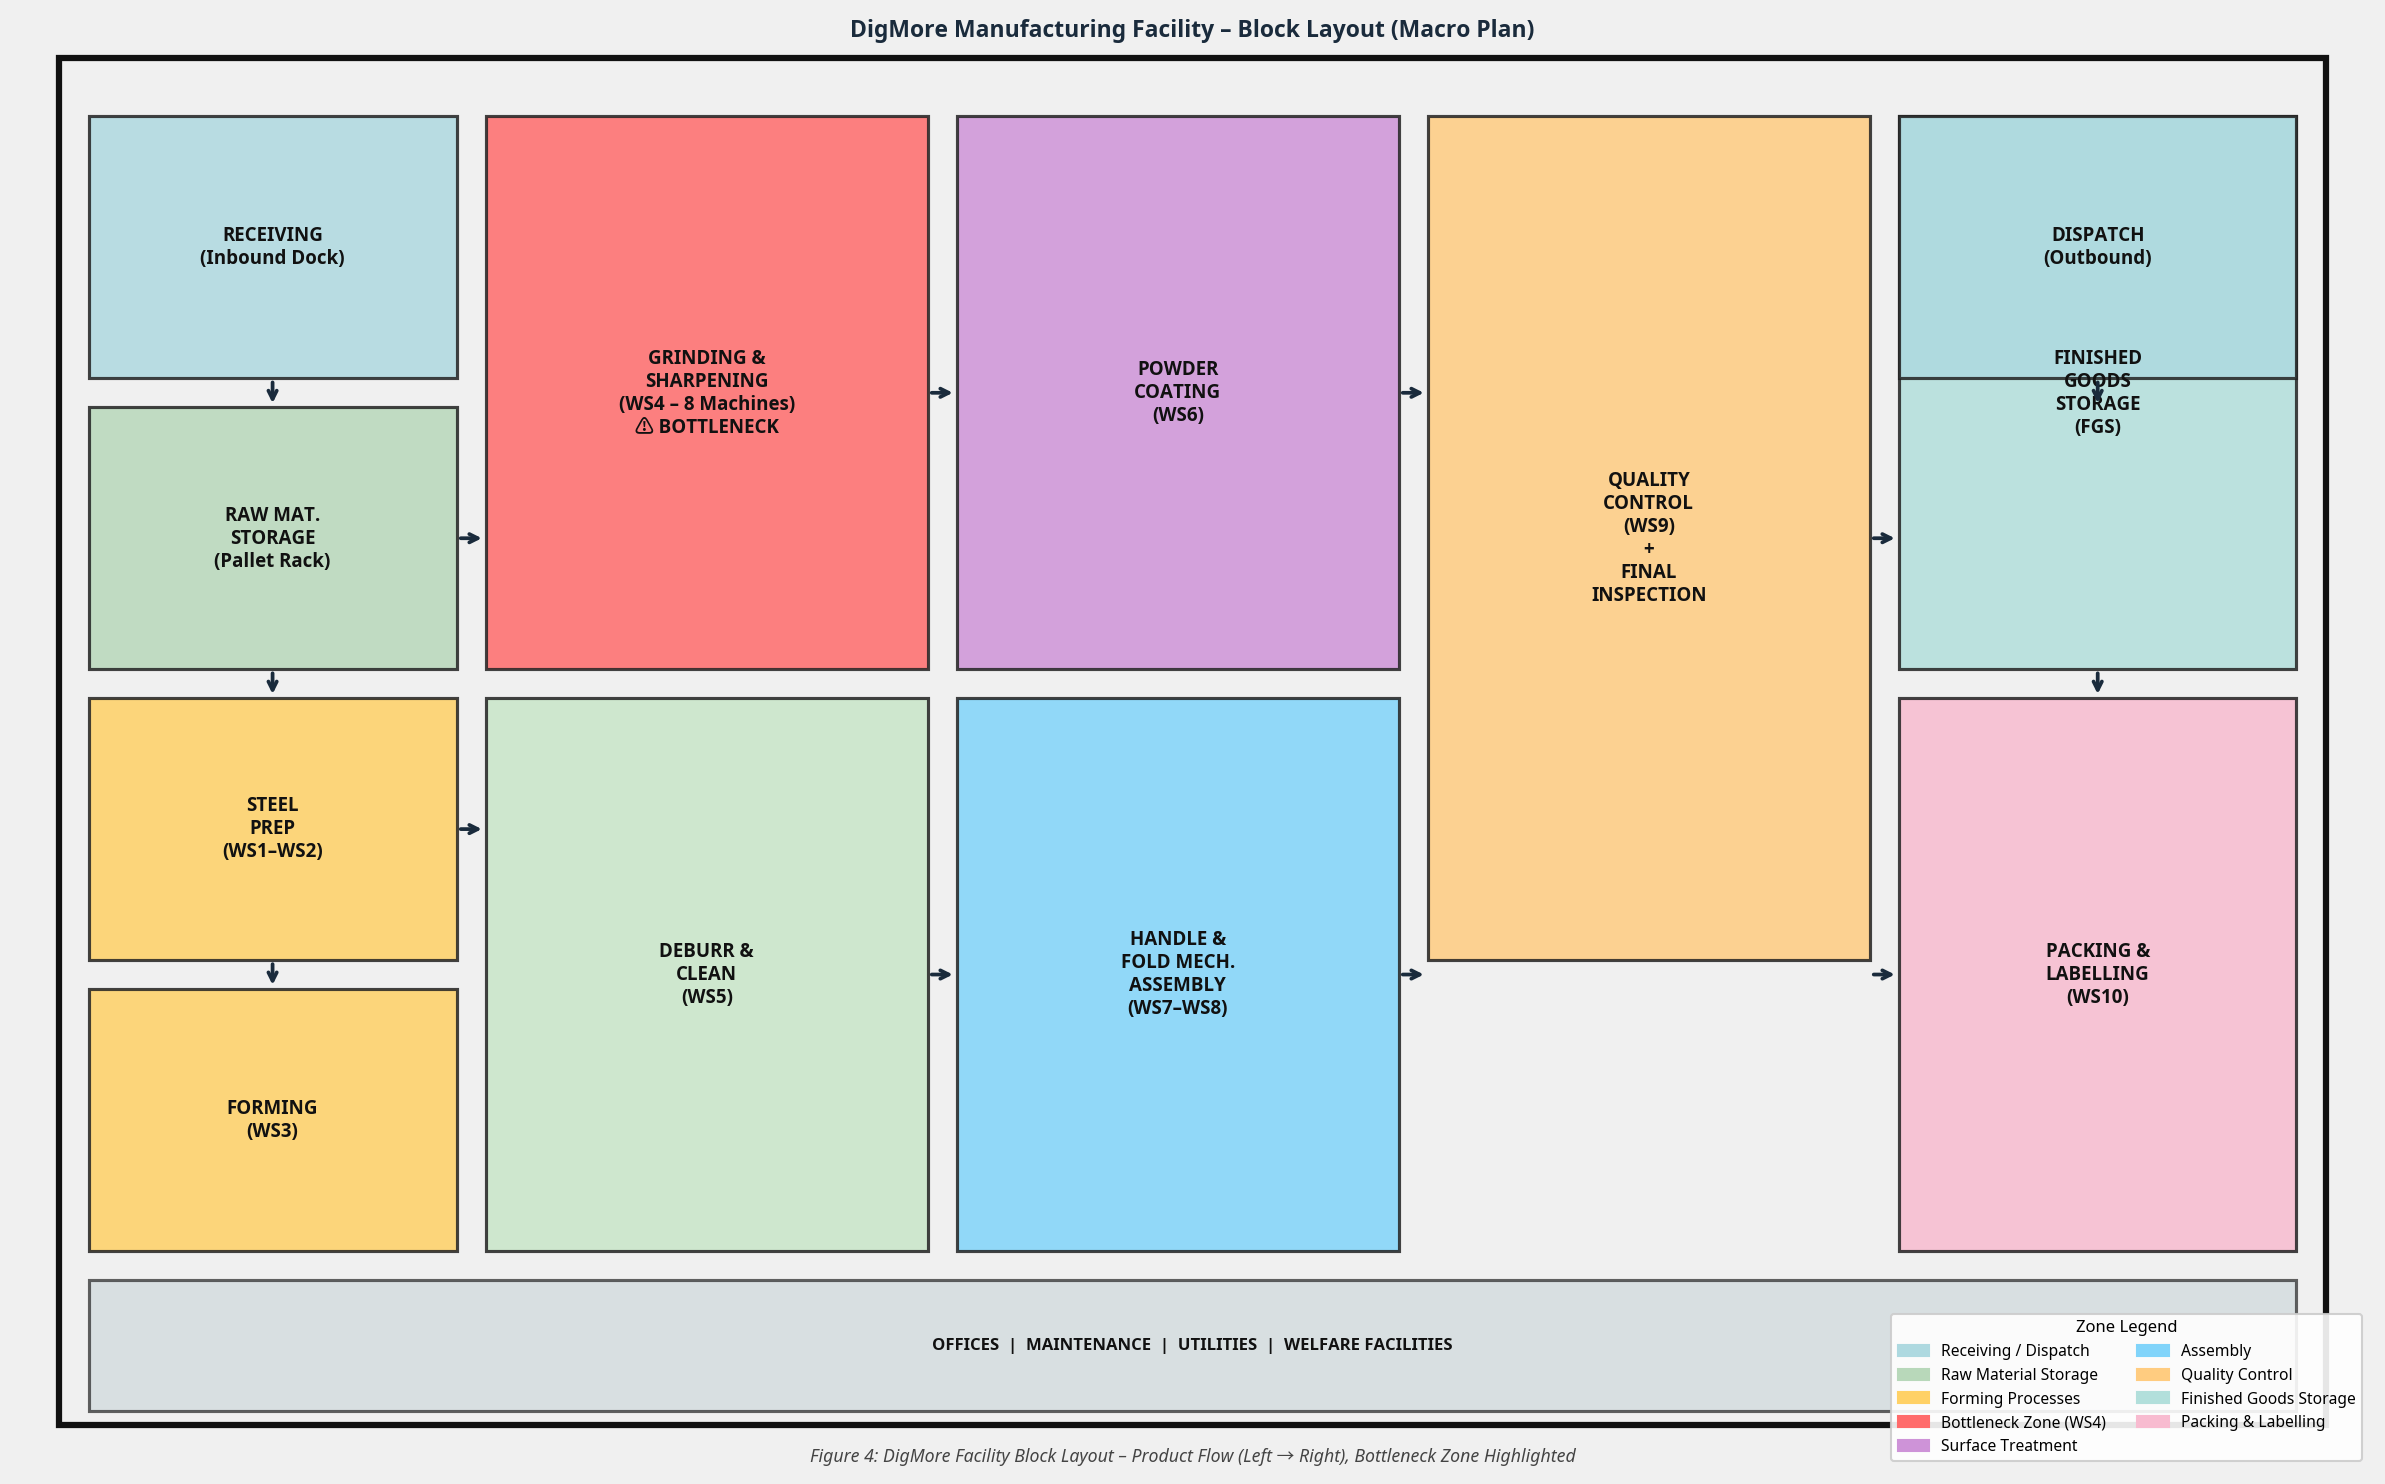 DigMore Manufacturing Facility – Block Layout (Macro Plan)
RECEIVING
(Inbound Dock)
RAW MAT.
STORAGE
(Pallet Rack)
STEEL
PREP
(WS1–WS2)
FORMING
(WS3)
GRINDING &
SHARPENING
(WS4 – 8 Machines)
⚠ BOTTLENECK
DEBURR &
CLEAN
(WS5)
POWDER
COATING
(WS6)
HANDLE &
FOLD MECH.
ASSEMBLY
(WS7–WS8)
QUALITY
CONTROL
(WS9)
+
FINAL
INSPECTION
DISPATCH
(Outbound)
FINISHED
GOODS
STORAGE
(FGS)
PACKING &
LABELLING
(WS10)
OFFICES | MAINTENANCE | UTILITIES | WELFARE FACILITIES
Zone Legend
Receiving / Dispatch
Raw Material Storage
Forming Processes
Bottleneck Zone (WS4)
Surface Treatment
Assembly
Quality Control
Finished Goods Storage
Packing & Labelling
Figure 4: DigMore Facility Block Layout – Product Flow (Left → Right), Bottleneck Zone Highlighted